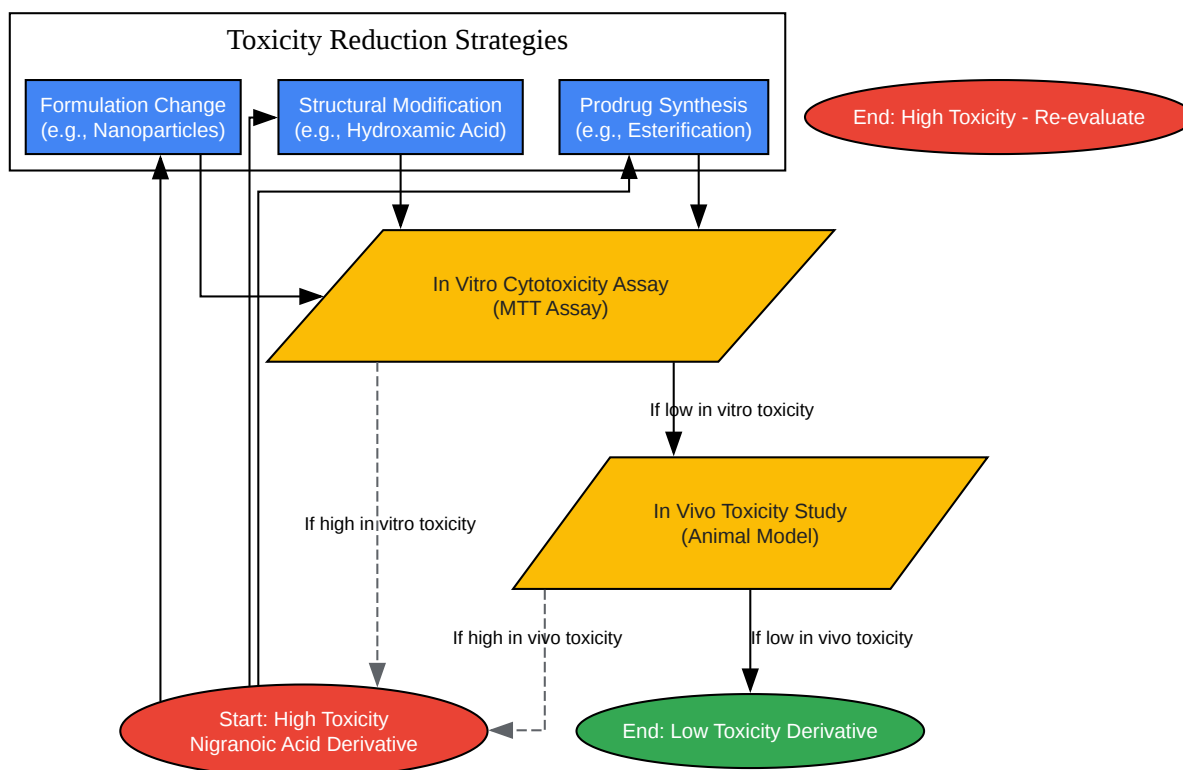 Toxicity Reduction Strategies
Formulation Change
(e.g., Nanoparticles)
Structural Modification
(e.g., Hydroxamic Acid)
Prodrug Synthesis
(e.g., Esterification)
End: High Toxicity - Re-evaluate
In Vitro Cytotoxicity Assay
(MTT Assay)
If low in vitro toxicity
In Vivo Toxicity Study
(Animal Model)
If high in vitro toxicity
If high in vivo toxicity
If low in vivo toxicity
Start: High Toxicity
Nigranoic Acid Derivative
End: Low Toxicity Derivative